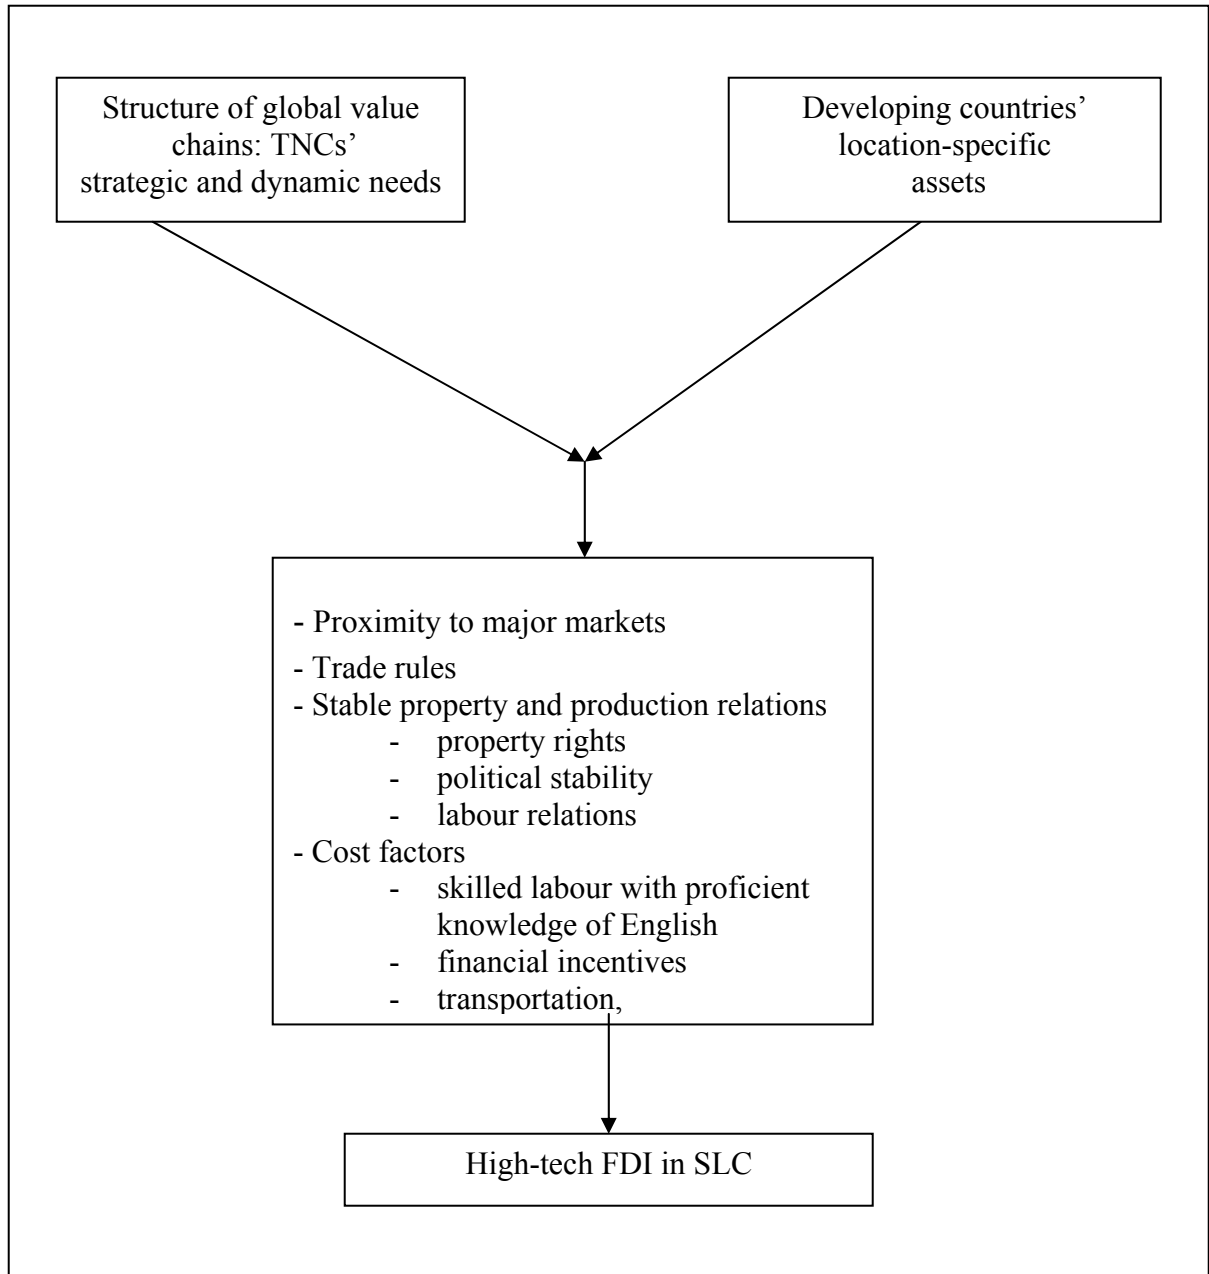 Structure of global value
chains: TNCs’
strategic and dynamic needs
Developing countries’
location-specific
assets
- Proximity to major markets
- Trade rules
- Stable property and production relations
- property rights
- political stability
- labour relations
- Cost factors
- skilled labour with proficient
knowledge of English
- financial incentives
- transportation,
High-tech FDI in SLC